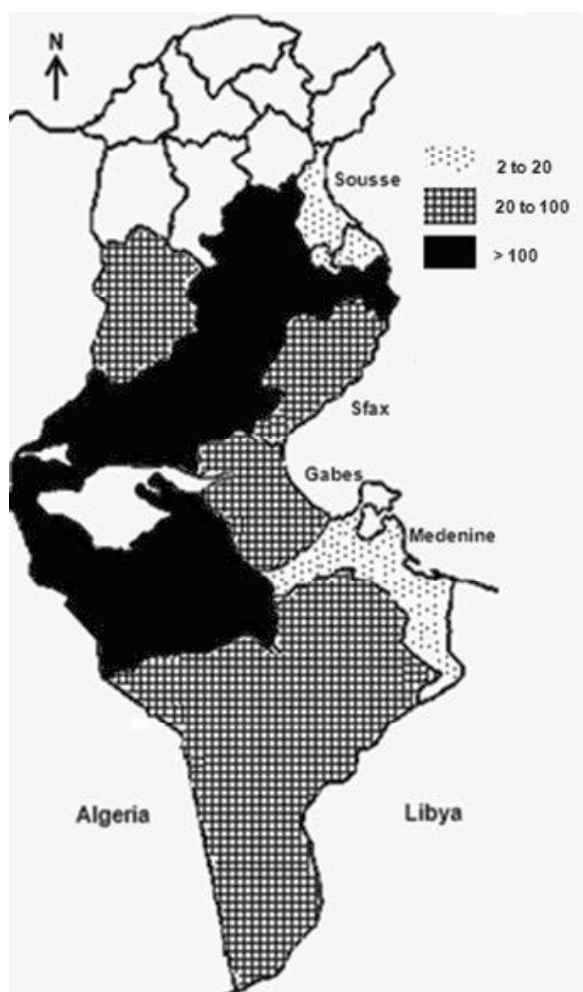 N
Sousse
2 to 20
20 to 100
> 100
Sfax
Gabes
Medenine
Algeria
Libya